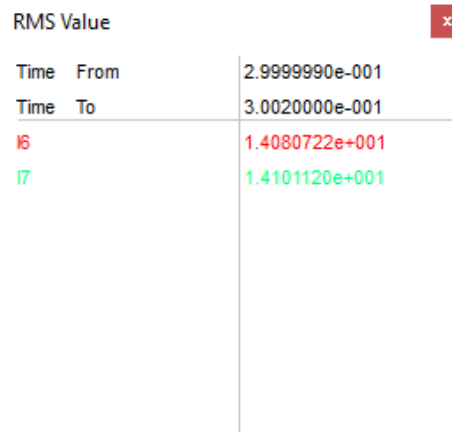 RMS Value x
Time From 2.9999990e-001
Time To 3.0020000e-001
I6 1.4080722e+001
I7 1.4101120e+001